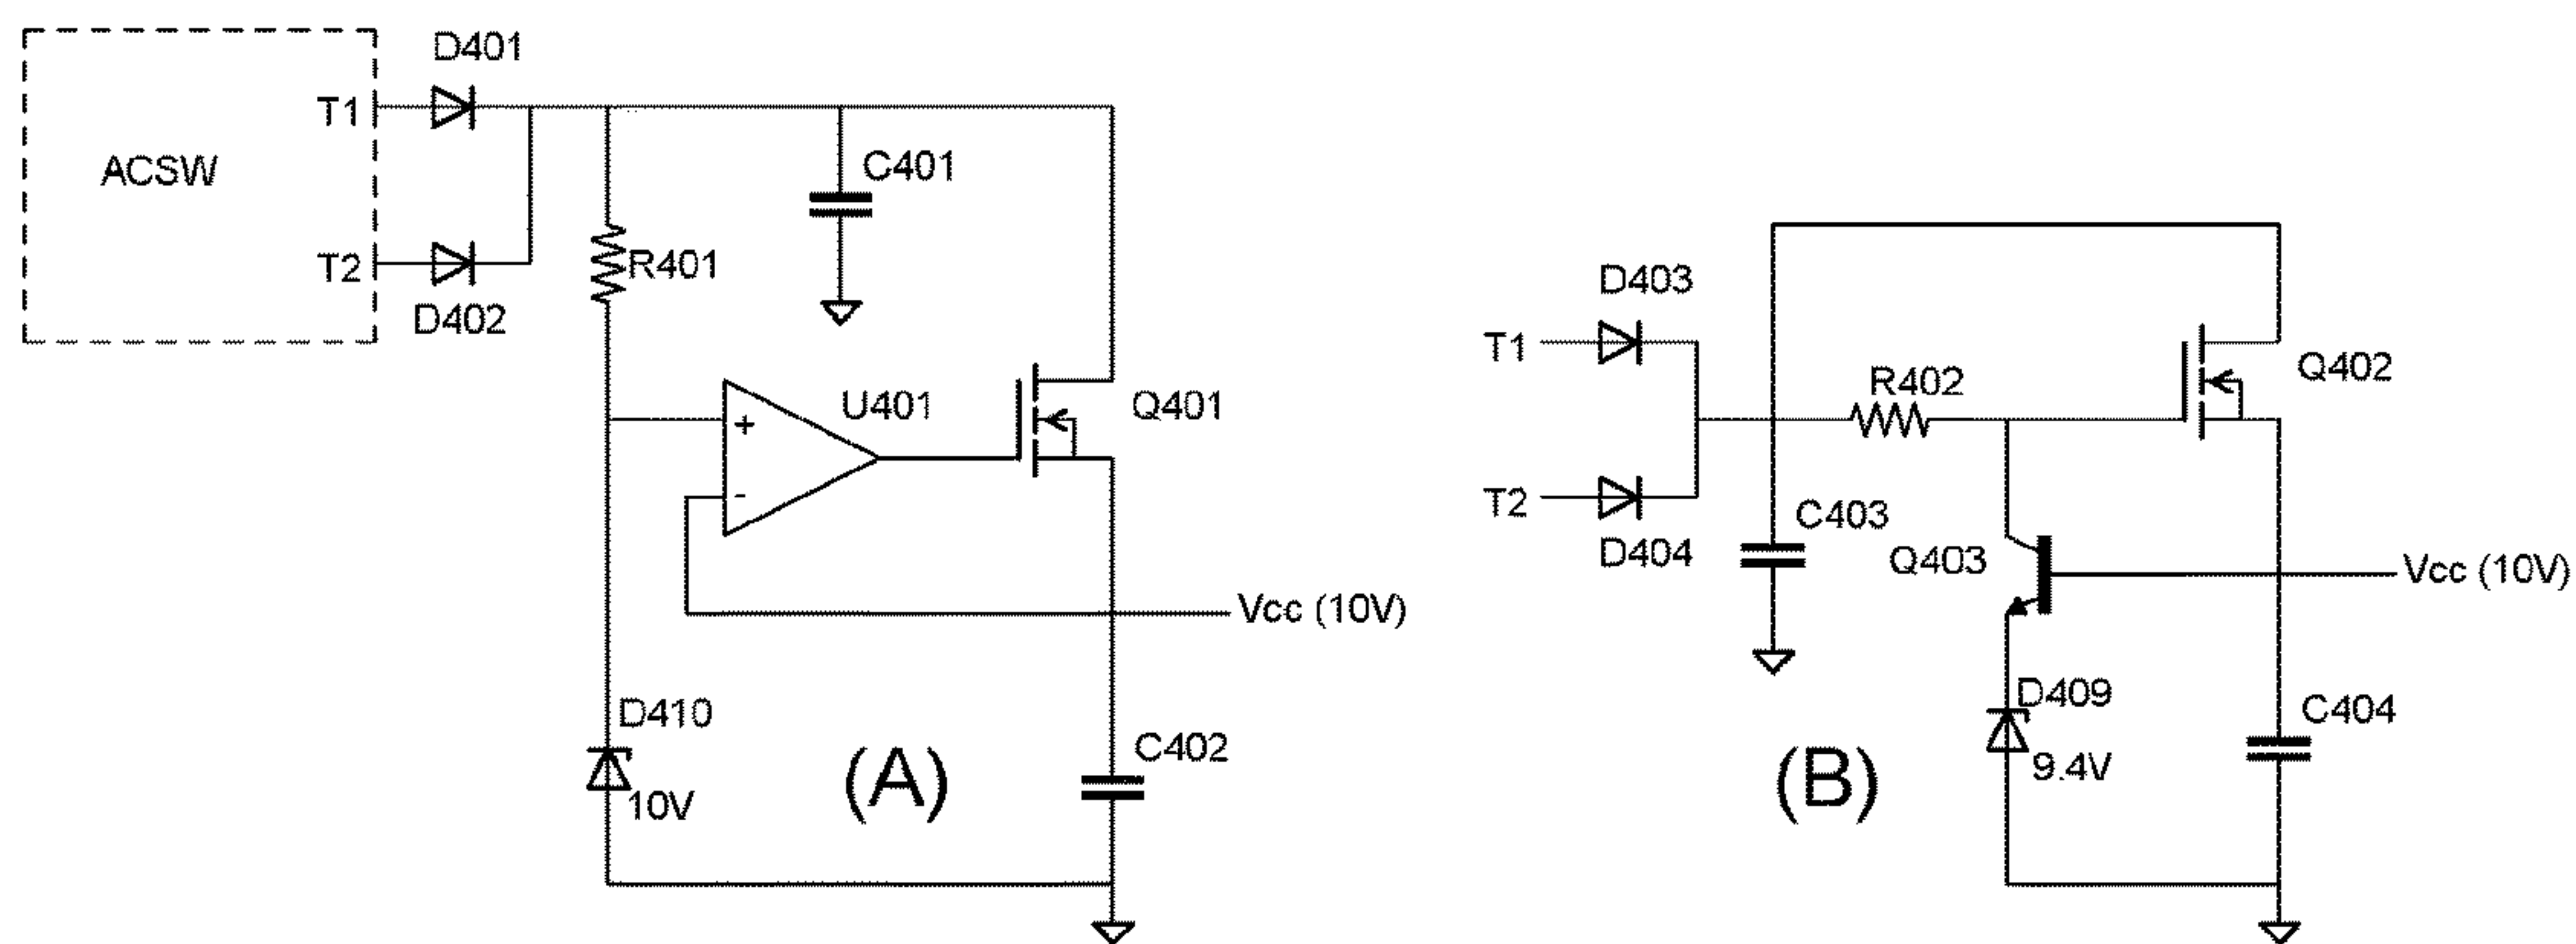 D401
T1
C401
ACSW
R401
T2
D402
+
U401
Q401
-
Vcc (10V)
D410
10V
C402
(A)
D403
T1
R402
Q402
T2
C403
D404
Q403
Vcc (10V)
D409
9.4V
C404
(B)